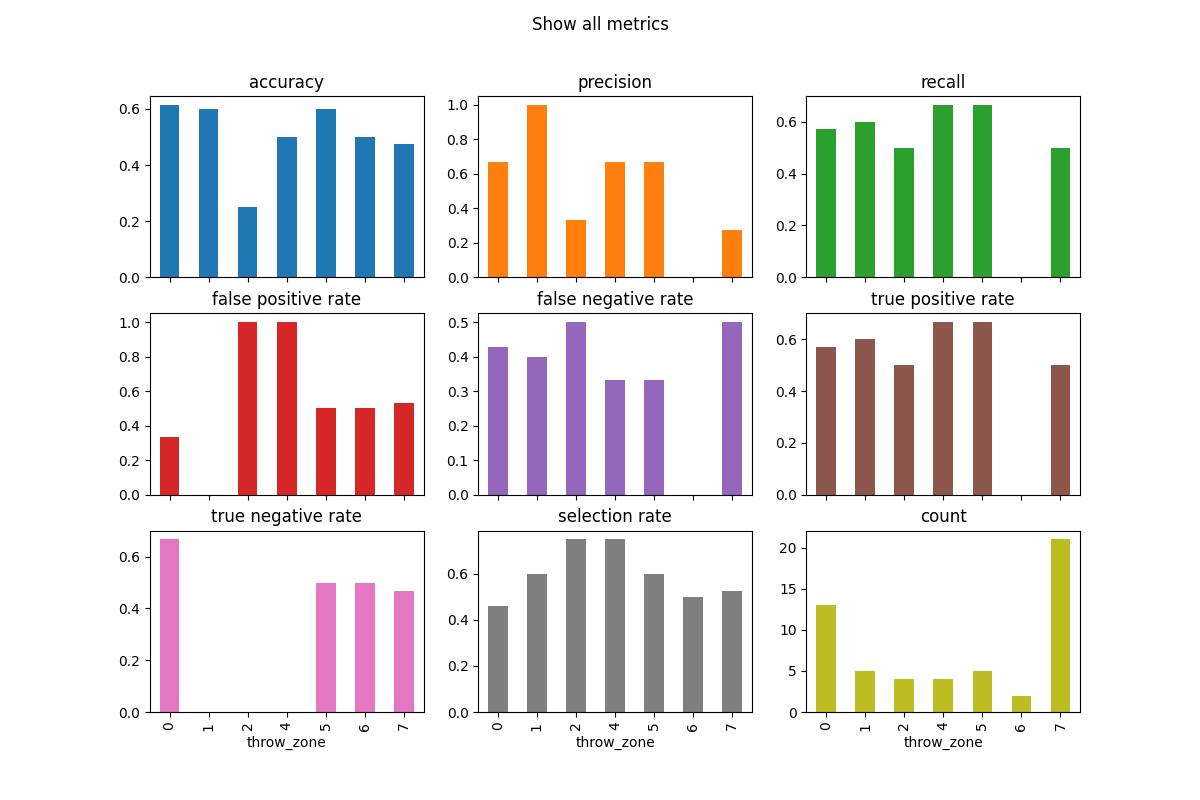 Show all metrics
accuracy
precision
recall
0.6
0.4
0.2
0.0
1.0
0.8
0.6
0.4
0.2
0.0
0.6
0.4
0.2
0.0
false positive rate
false negative rate
true positive rate
1.0
0.8
0.6
0.4
0.2
0.0
0.5
0.4
0.3
0.2
0.1
0.0
0.6
0.4
0.2
0.0
true negative rate
selection rate
count
0.6
0.4
0.2
0.0
0.6
0.4
0.2
0.0
20
15
10
5
0
0 1 2 4 5 6 7
0 1 2 4 5 6 7
0 1 2 4 5 6 7
throw_zone
throw_zone
throw_zone